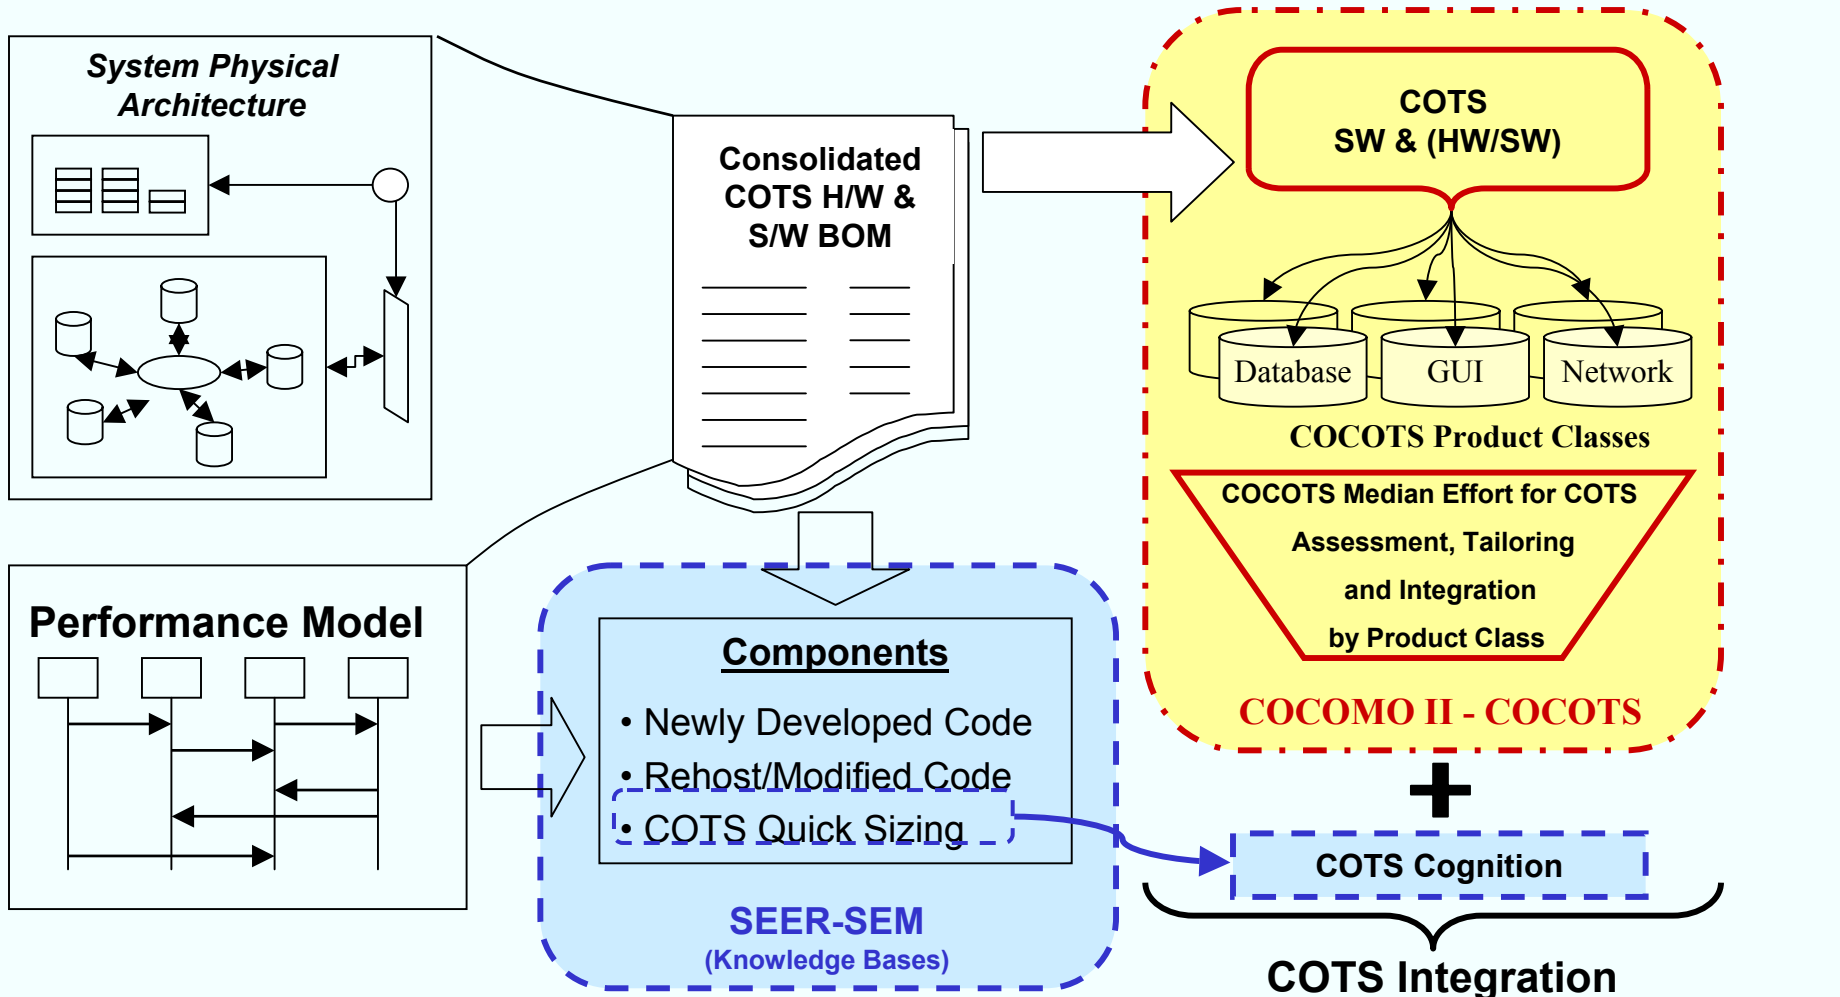 System Physical
Architecture
Consolidated
COTS H/W &
S/W BOM
COTS
SW & (HW/SW)
Database
GUI
Network
COCOTS Product Classes
COCOTS Median Effort for COTS
Assessment, Tailoring
and Integration
by Product Class
COCOMO II - COCOTS
Performance Model
Components
• Newly Developed Code
• Rehost/Modified Code
• COTS Quick Sizing
SEER-SEM
(Knowledge Bases)
+
COTS Cognition
COTS Integration